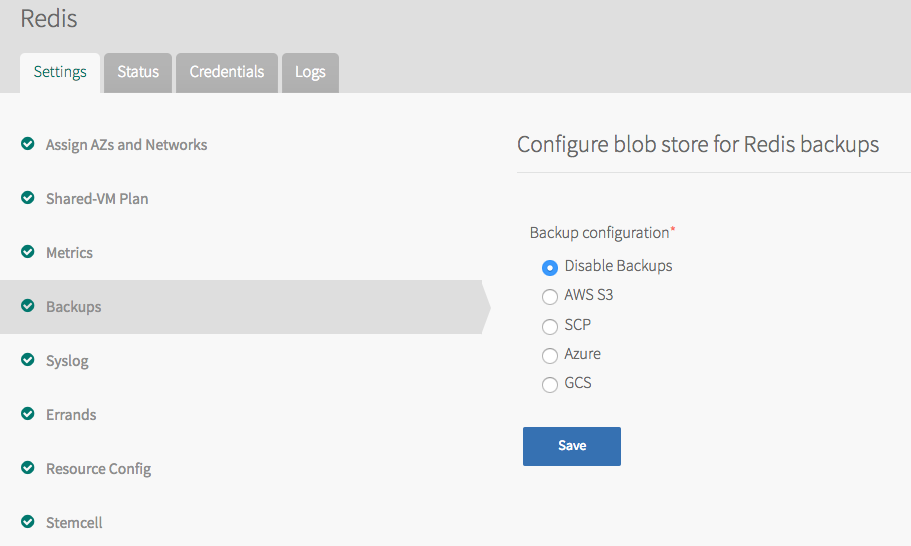 Redis
Settings
Status
Credentials
Logs
Assign AZs and Networks
Shared-VM Plan
Metrics
Backups
Syslog
Errands
Resource Config
Stemcell
Configure blob store for Redis backups
Backup configuration*
Disable Backups
AWS S3
SCP
Azure
GCS
Save